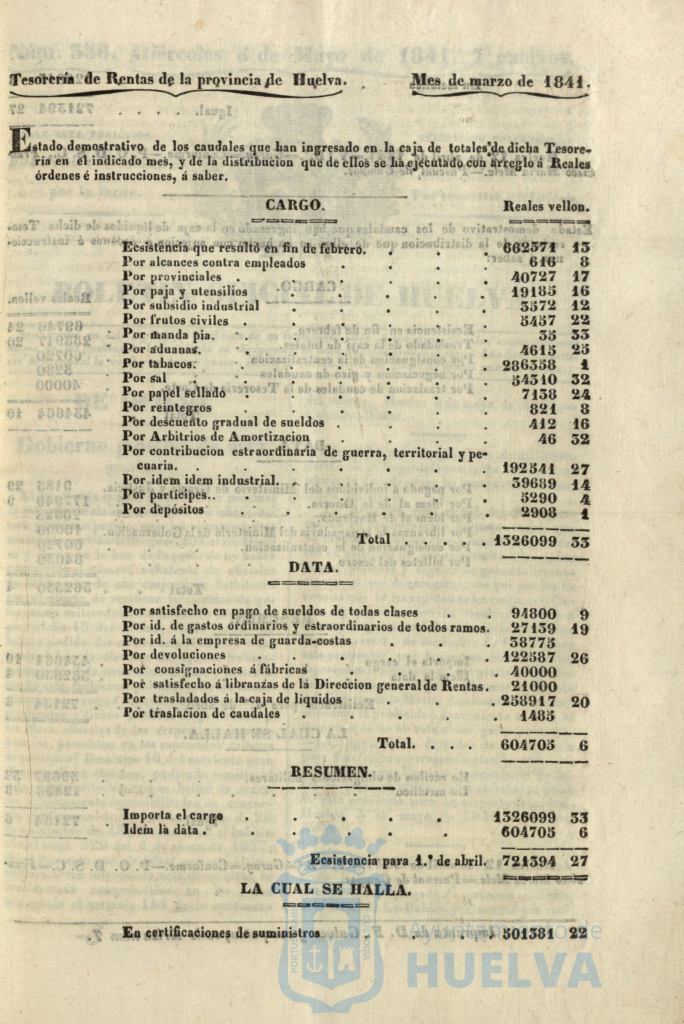 Tesorería de Rentas de la provincia de Huelva. Mes de marzo de 1841.
Estado demostrativo de los caudales que han ingresado en la caja de totales de dicha Tesore-
ria en el indicado mes, y de la distribucion que de ellos se ha ejecutado con arreglo á Reales
órdenes é instrucciones, á saber.
CARGO. Reales vellon.
Ecsistencia que resultó en fin de febrero. 662371 13
Por alcances contra empleados 616 8
Por provinciales 40727 17
Por paja y utensilios 19185 16
Por subsidio industrial 3572 12
Por frutos civiles 5457 22
Por manda pia. 35 33
Por aduanas. 4615 25
Por tabacos. 286358 1
Por sal 54310 32
Por papel sellado 7138 24
Por reintegros 821 8
Por descuento gradual de sueldos 412 16
Por Arbitrios de Amortizacion 46 32
Por contribucion estraordinaria de guerra, territorial y pe-
cuaria. 192541 27
Por idem idem industrial. 39689 14
Por partícipes.. 5290 4
Por depósitos 2908 1
Total 1326099 33
DATA.
Por satisfecho en pago de sueldos de todas clases 94800 9
Por id. de gastos ordinarios y estraordinarios de todos ramos. 27139 19
Por id. á la empresa de guarda-costas 38775
Por devoluciones 122587 26
Por consignaciones á fábricas 40000
Por satisfecho á libranzas de la Direccion general de Rentas. 21000
Por trasladados á la caja de líquidos 258917 20
Por traslacion de caudales 1485
Total. 604705 6
RESUMEN.
Importa el cargo 1326099 33
Idem la data. 604705 6
Ecsistencia para 1.º de abril. 721394 27
LA CUAL SE HALLA.
En certificaciones de suministros 501381 22
Ayuntamiento de
HUELVA